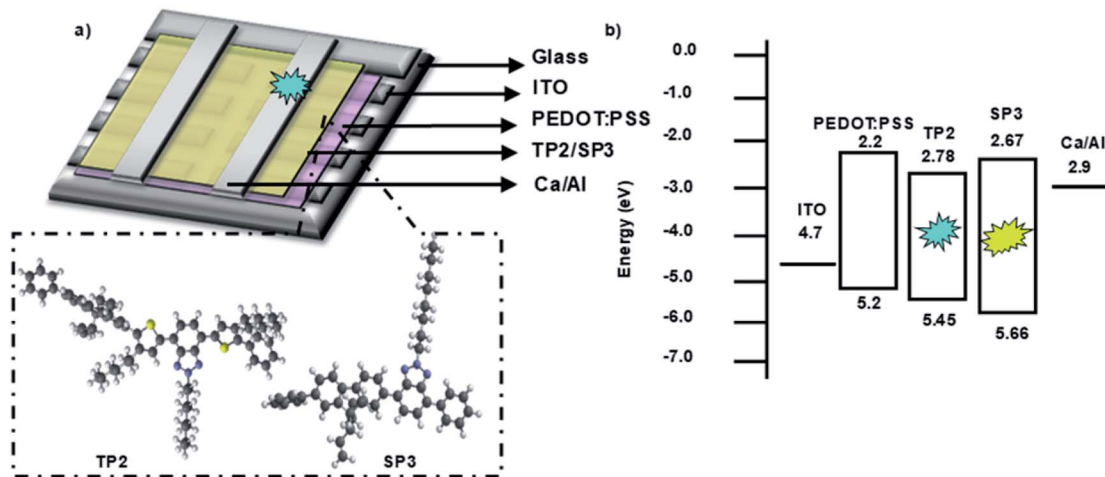 a)
Glass
ITO
PEDOT:PSS
TP2/SP3
Ca/Al
TP2
SP3
b)
Energy (eV)
0.0
-1.0
-2.0
-3.0
-4.0
-5.0
-6.0
-7.0
ITO
4.7
PEDOT:PSS
2.2
5.2
TP2
2.78
5.45
SP3
2.67
5.66
Ca/Al
2.9